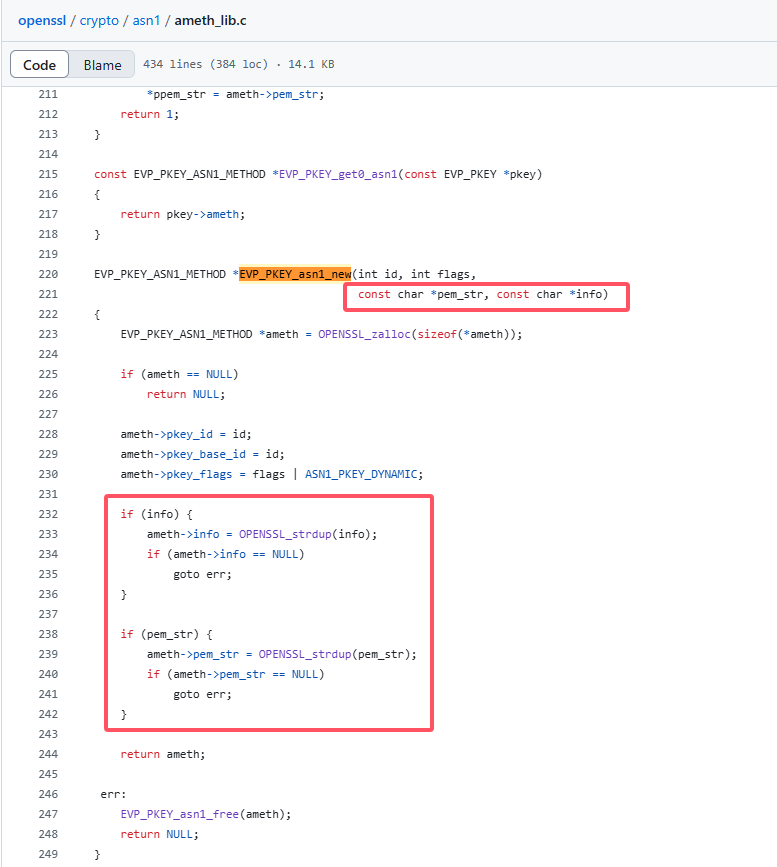 openssl / crypto / asn1 / ameth_lib.c
Code Blame 434 lines (384 loc) · 14.1 KB
211 *ppem_str = ameth->pem_str;
212 return 1;
213 }
214
215 const EVP_PKEY_ASN1_METHOD *EVP_PKEY_get0_asn1(const EVP_PKEY *pkey)
216 {
217 return pkey->ameth;
218 }
219
220 EVP_PKEY_ASN1_METHOD *EVP_PKEY_asn1_new(int id, int flags,
221 const char *pem_str, const char *info)
222 {
223 EVP_PKEY_ASN1_METHOD *ameth = OPENSSL_zalloc(sizeof(*ameth));
224
225 if (ameth == NULL)
226 return NULL;
227
228 ameth->pkey_id = id;
229 ameth->pkey_base_id = id;
230 ameth->pkey_flags = flags | ASN1_PKEY_DYNAMIC;
231
232 if (info) {
233 ameth->info = OPENSSL_strdup(info);
234 if (ameth->info == NULL)
235 goto err;
236 }
237
238 if (pem_str) {
239 ameth->pem_str = OPENSSL_strdup(pem_str);
240 if (ameth->pem_str == NULL)
241 goto err;
242 }
243
244 return ameth;
245
246 err:
247 EVP_PKEY_asn1_free(ameth);
248 return NULL;
249 }